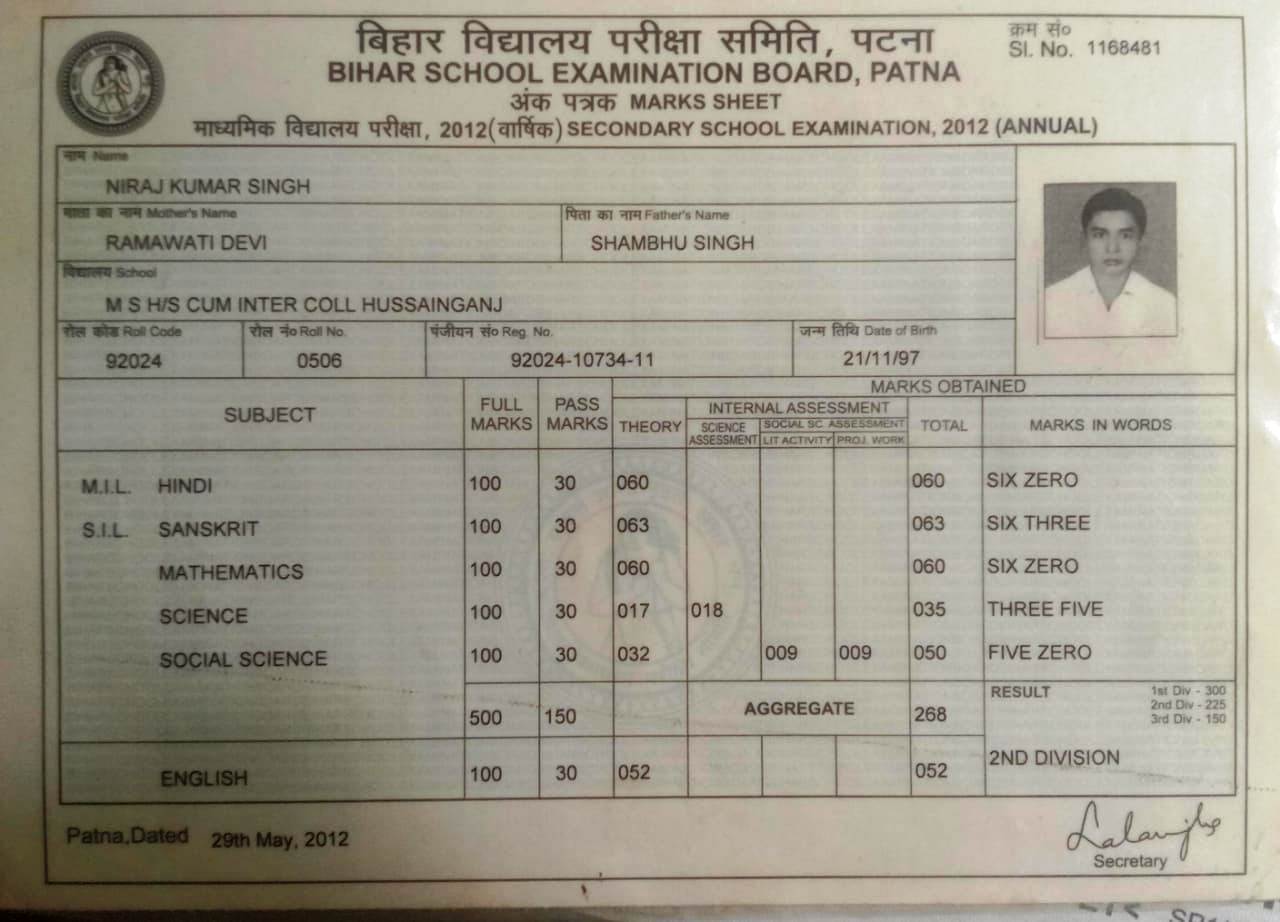 बिहार विद्यालय परीक्षा समिति, पटना
क्रम सं०
Sl. No. 1168481
BIHAR SCHOOL EXAMINATION BOARD, PATNA
अंक पत्रक MARKS SHEET
माध्यमिक विद्यालय परीक्षा, 2012(वार्षिक) SECONDARY SCHOOL EXAMINATION, 2012 (ANNUAL)
नाम Name
NIRAJ KUMAR SINGH
माता का नाम Mother's Name पिता का नाम Father's Name
RAMAWATI DEVI SHAMBHU SINGH
विद्यालय School
M S H/S CUM INTER COLL HUSSAINGANJ
रोल कोड Roll Code रोल नं० Roll No. पंजीयन सं० Reg. No. जन्म तिथि Date of Birth
92024 0506 92024-10734-11 21/11/97
MARKS OBTAINED
SUBJECT FULL MARKS PASS MARKS THEORY INTERNAL ASSESSMENT TOTAL MARKS IN WORDS
SCIENCE ASSESSMENT SOCIAL SC. ASSESSMENT
LIT ACTIVITY PROJ. WORK
M.I.L. HINDI 100 30 060 060 SIX ZERO
S.I.L. SANSKRIT 100 30 063 063 SIX THREE
MATHEMATICS 100 30 060 060 SIX ZERO
SCIENCE 100 30 017 018 035 THREE FIVE
SOCIAL SCIENCE 100 30 032 009 009 050 FIVE ZERO
500 150 AGGREGATE 268 RESULT
1st Div - 300
2nd Div - 225
3rd Div - 150
2ND DIVISION
ENGLISH 100 30 052 052
Patna,Dated 29th May, 2012
Secretary